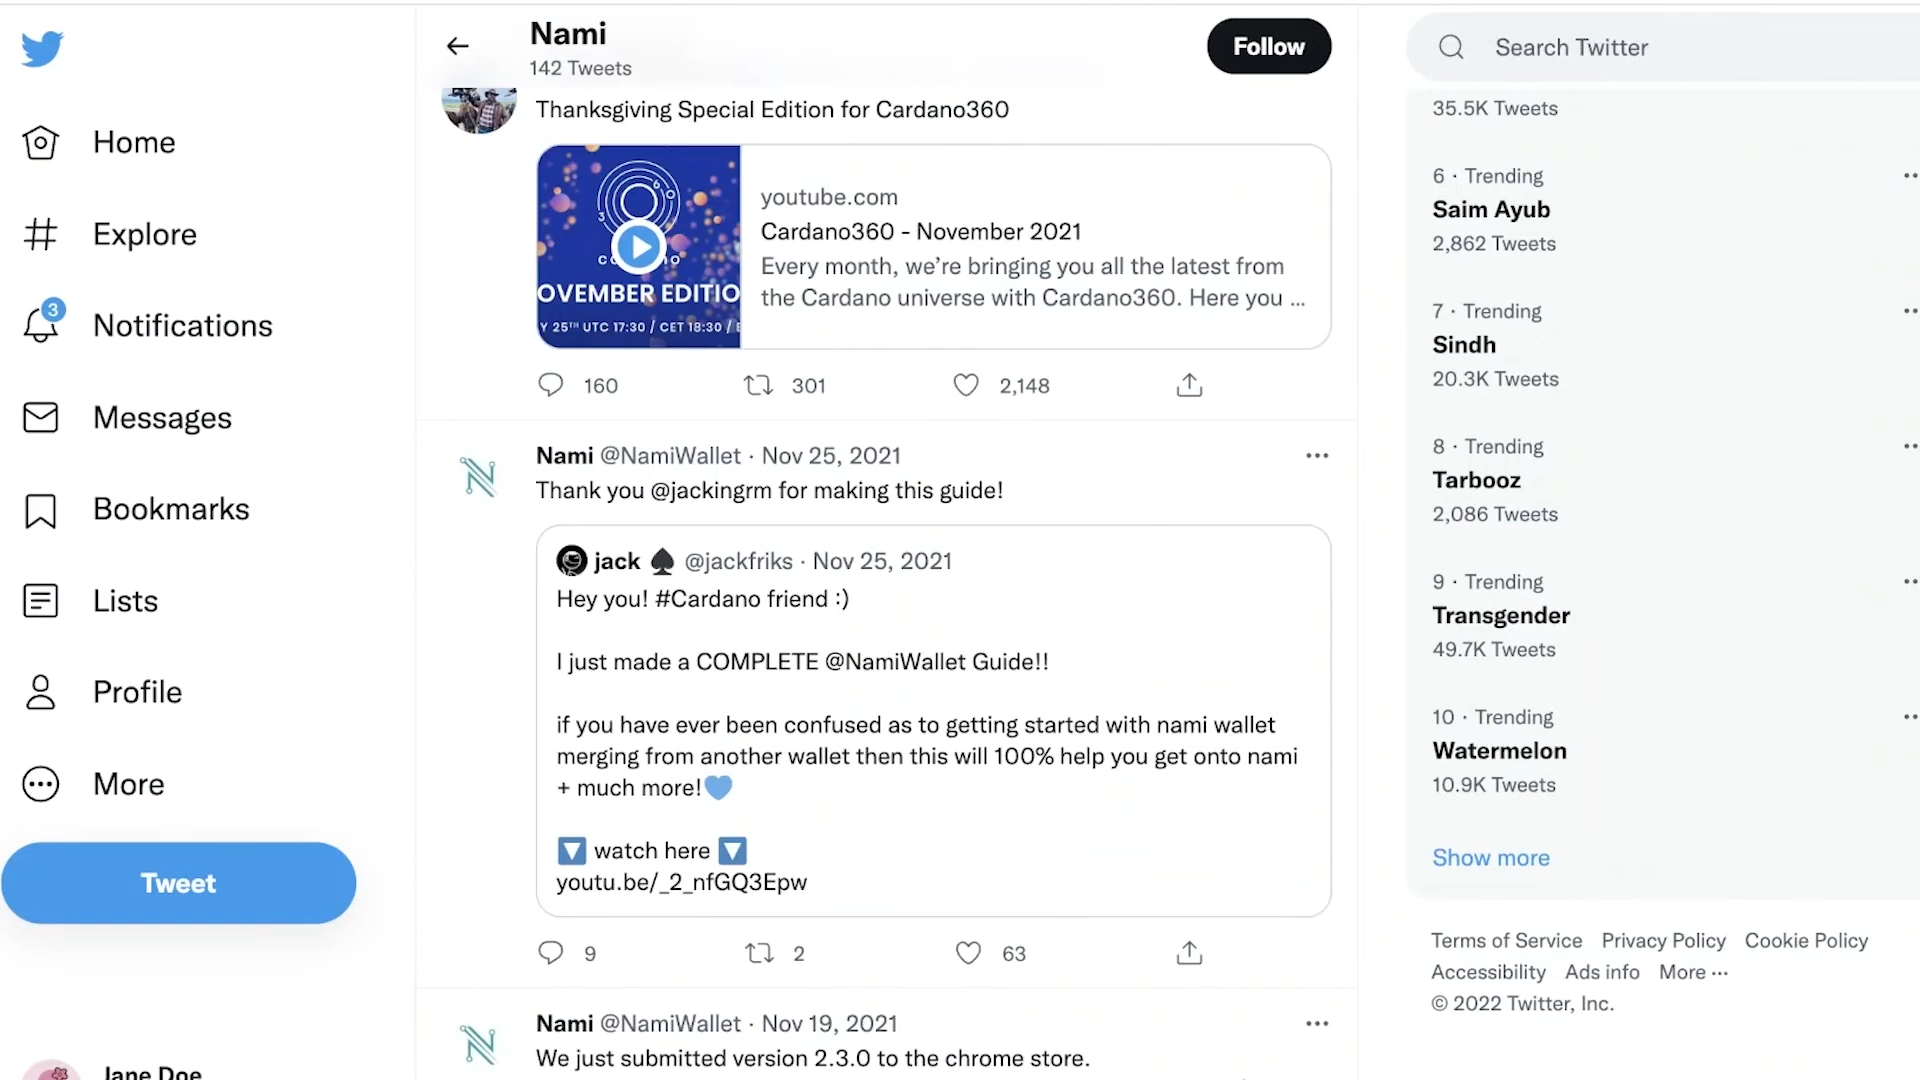 Nami
142 Tweets
Follow
Search Twitter
Home
Explore
3
Notifications
Messages
Bookmarks
Lists
Profile
More
Tweet
Jane Doe
Thanksgiving Special Edition for Cardano360
OVEMBER EDITIO
Y 25TH UTC 17:30 / CET 18:30 / E
youtube.com
Cardano360 - November 2021
Every month, we’re bringing you all the latest from
the Cardano universe with Cardano360. Here you ...
160 301 2,148
Nami @NamiWallet · Nov 25, 2021
Thank you @jackingrm for making this guide!
jack ♠ @jackfriks · Nov 25, 2021
Hey you! #Cardano friend :)
I just made a COMPLETE @NamiWallet Guide!!
if you have ever been confused as to getting started with nami wallet
merging from another wallet then this will 100% help you get onto nami
+ much more!💙
🔽 watch here 🔽
youtu.be/_2_nfGQ3Epw
9 2 63
Nami @NamiWallet · Nov 19, 2021
We just submitted version 2.3.0 to the chrome store.
35.5K Tweets
6 · Trending
Saim Ayub
2,862 Tweets
7 · Trending
Sindh
20.3K Tweets
8 · Trending
Tarbooz
2,086 Tweets
9 · Trending
Transgender
49.7K Tweets
10 · Trending
Watermelon
10.9K Tweets
Show more
Terms of Service Privacy Policy Cookie Policy
Accessibility Ads info More ···
© 2022 Twitter, Inc.